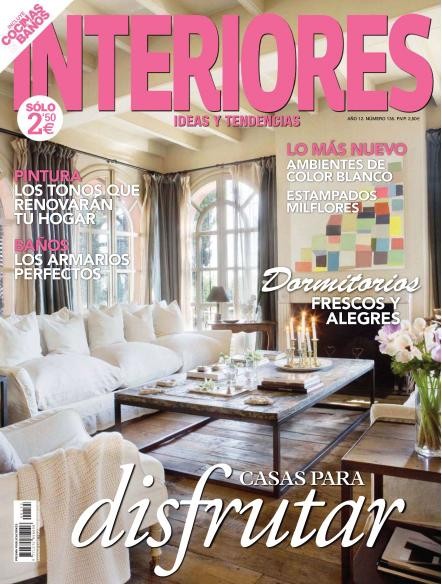 INCLUYE
COCINAS
BAÑOS
INTERIORES
IDEAS Y TENDENCIAS
AÑO 12. NÚMERO 135. PVP. 2,50€
SÓLO
2'50
€
PINTURA
LOS TONOS QUE
RENOVARÁN
TU HOGAR
BAÑOS
LOS ARMARIOS
PERFECTOS
LO MÁS NUEVO
AMBIENTES DE
COLOR BLANCO
ESTAMPADOS
MILFLORES
Dormitorios
FRESCOS Y
ALEGRES
CASAS PARA
disfrutar